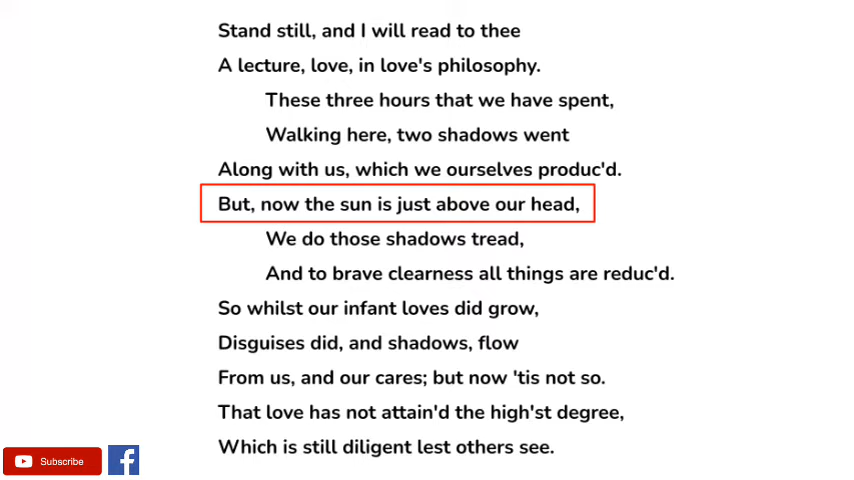 Stand still, and I will read to thee
A lecture, love, in love's philosophy.
These three hours that we have spent,
Walking here, two shadows went
Along with us, which we ourselves produc'd.
But, now the sun is just above our head,
We do those shadows tread,
And to brave clearness all things are reduc'd.
So whilst our infant loves did grow,
Disguises did, and shadows, flow
From us, and our cares; but now 'tis not so.
That love has not attain'd the high'st degree,
Which is still diligent lest others see.
Subscribe
f